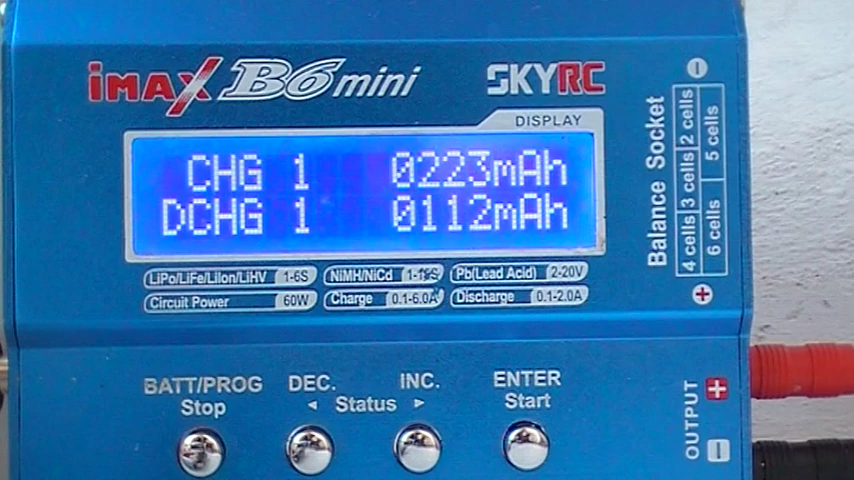 iMAX B6 mini
SKYRC
DISPLAY
CHG 1 0223mAh
DCHG 1 0112mAh
LiPo/LiFe/LiIon/LiHV 1-6S
NiMH/NiCd 1-15S
Pb(Lead Acid) 2-20V
Circuit Power 60W
Charge 0.1-6.0A
Discharge 0.1-2.0A
Balance Socket
4 cells 3 cells 2 cells
6 cells 5 cells
BATT/PROG
Stop
DEC.
INC.
◄ Status ►
ENTER
Start
OUTPUT